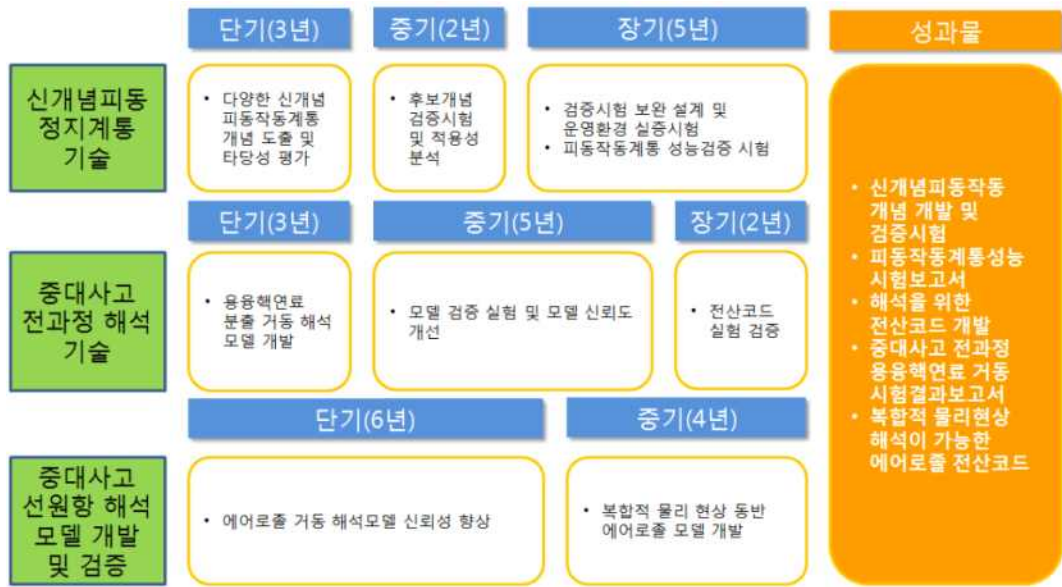 단기(3년)
중기(2년)
장기(5년)
성과물
신개념피동
정지계통
기술
• 다양한 신개념
피동작동계통
개념 도출 및
타당성 평가
• 후보개념
검증시험
및 적용성
분석
• 검증시험 보완 설계 및
운영환경 실증시험
• 피동작동계통 성능검증 시험
단기(3년)
중기(5년)
장기(2년)
중대사고
전과정 해석
기술
• 용융핵연료
분출 거동 해석
모델 개발
• 모델 검증 실험 및 모델 신뢰도
개선
• 전산코드
실험 검증
단기(6년)
중기(4년)
중대사고
선원항 해석
모델 개발
및 검증
• 에어로졸 거동 해석모델 신뢰성 향상
• 복합적 물리 현상 동반
에어로졸 모델 개발
• 신개념피동작동
개념 개발 및
검증시험
• 피동작동계통성능
시험보고서
• 해석을 위한
전산코드 개발
• 중대사고 전과정
용융핵연료 거동
시험결과보고서
• 복합적 물리현상
해석이 가능한
에어로졸 전산코드